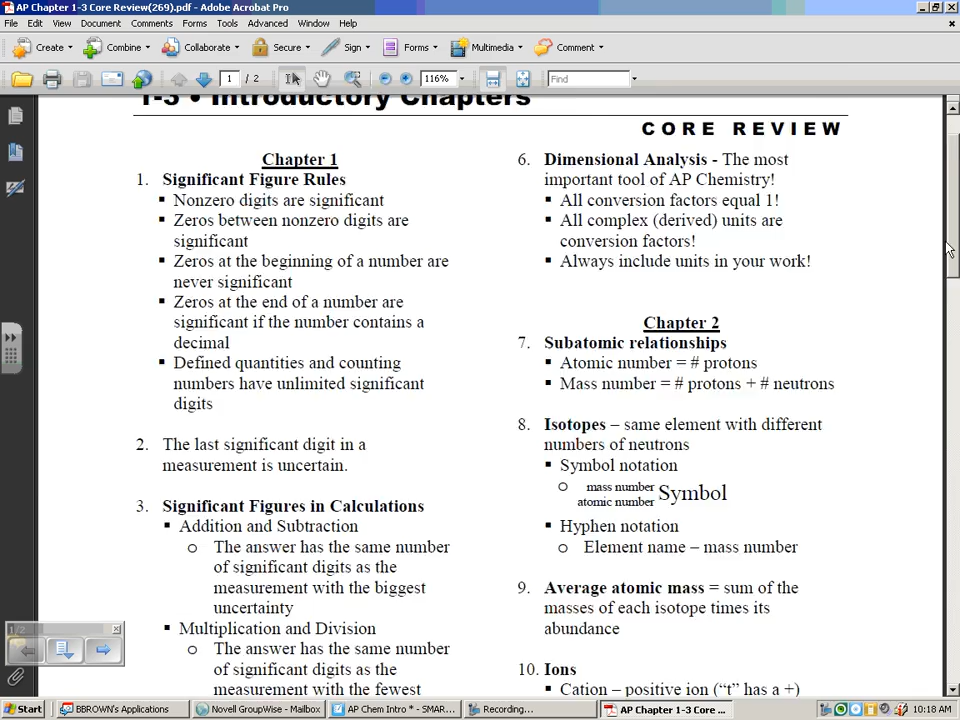 AP Chapter 1-3 Core Review(269).pdf - Adobe Acrobat Pro
File Edit View Document Comments Forms Tools Advanced Window Help
Create Combine Collaborate Secure Sign Forms Multimedia Comment
1 / 2 116% Find
1-3 • Introductory Chapters
CORE REVIEW
Chapter 1
1. Significant Figure Rules
▪ Nonzero digits are significant
▪ Zeros between nonzero digits are
significant
▪ Zeros at the beginning of a number are
never significant
▪ Zeros at the end of a number are
significant if the number contains a
decimal
▪ Defined quantities and counting
numbers have unlimited significant
digits
2. The last significant digit in a
measurement is uncertain.
3. Significant Figures in Calculations
▪ Addition and Subtraction
o The answer has the same number
of significant digits as the
measurement with the biggest
uncertainty
▪ Multiplication and Division
o The answer has the same number
of significant digits as the
measurement with the fewest
6. Dimensional Analysis - The most
important tool of AP Chemistry!
▪ All conversion factors equal 1!
▪ All complex (derived) units are
conversion factors!
▪ Always include units in your work!
Chapter 2
7. Subatomic relationships
▪ Atomic number = # protons
▪ Mass number = # protons + # neutrons
8. Isotopes – same element with different
numbers of neutrons
▪ Symbol notation
o mass number
atomic number Symbol
▪ Hyphen notation
o Element name – mass number
9. Average atomic mass = sum of the
masses of each isotope times its
abundance
10. Ions
▪ Cation – positive ion (“t” has a +)
1/2
Start BBROWN's Applications Novell GroupWise - Mailbox AP Chem Intro * - SMAR... Recording... AP Chapter 1-3 Core ... 10:18 AM